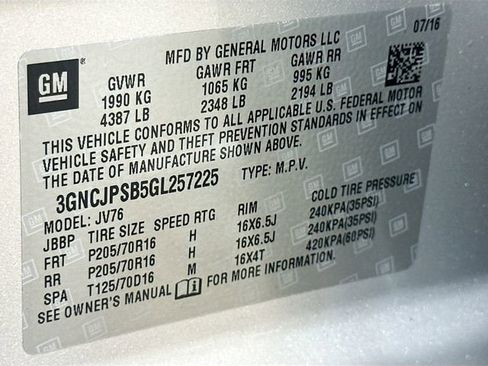 MFD BY GENERAL MOTORS LLC 07/16
GM GVWR GAWR FRT GAWR RR
1990 KG 1065 KG 995 KG
4387 LB 2348 LB 2194 LB
THIS VEHICLE CONFORMS TO ALL APPLICABLE U.S. FEDERAL MOTOR
VEHICLE SAFETY AND THEFT PREVENTION STANDARDS IN EFFECT ON
THE DATE OF MANUFACTURE SHOWN ABOVE.
3GNCJPSB5GL257225 TYPE: M.P.V.
MODEL: JV76
JBBP TIRE SIZE SPEED RTG RIM COLD TIRE PRESSURE
FRT P205/70R16 H 16X6.5J 240KPA(35PSI)
RR P205/70R16 H 16X6.5J 240KPA(35PSI)
SPA T125/70D16 M 16X4T 420KPA(60PSI)
SEE OWNER'S MANUAL FOR MORE INFORMATION.